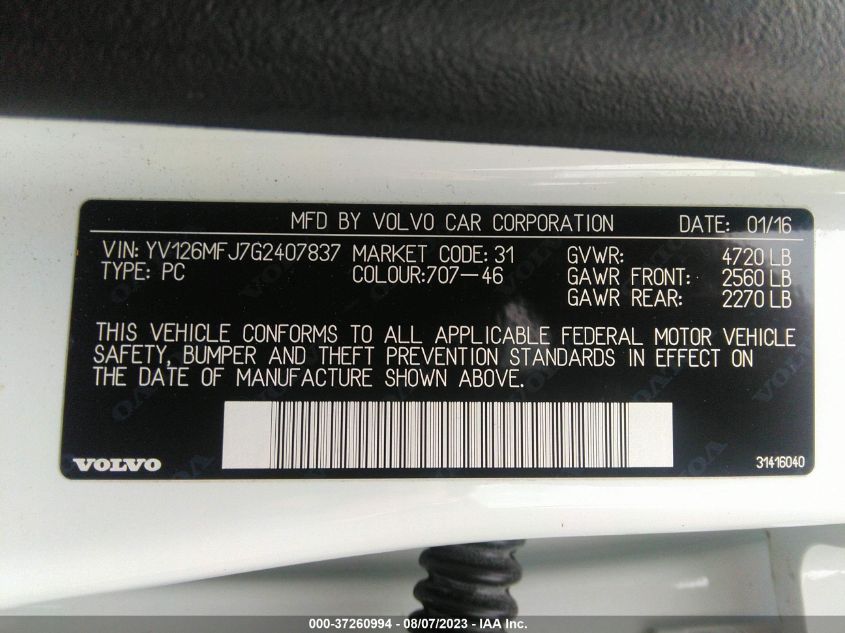 MFD BY VOLVO CAR CORPORATION DATE: 01/16
VIN: YV126MFJ7G2407837 MARKET CODE: 31 GVWR: 4720 LB
TYPE: PC COLOUR: 707-46 GAWR FRONT: 2560 LB
GAWR REAR: 2270 LB
THIS VEHICLE CONFORMS TO ALL APPLICABLE FEDERAL MOTOR VEHICLE
SAFETY, BUMPER AND THEFT PREVENTION STANDARDS IN EFFECT ON
THE DATE OF MANUFACTURE SHOWN ABOVE.
VOLVO 31416040
000-37260994 - 08/07/2023 - IAA Inc.